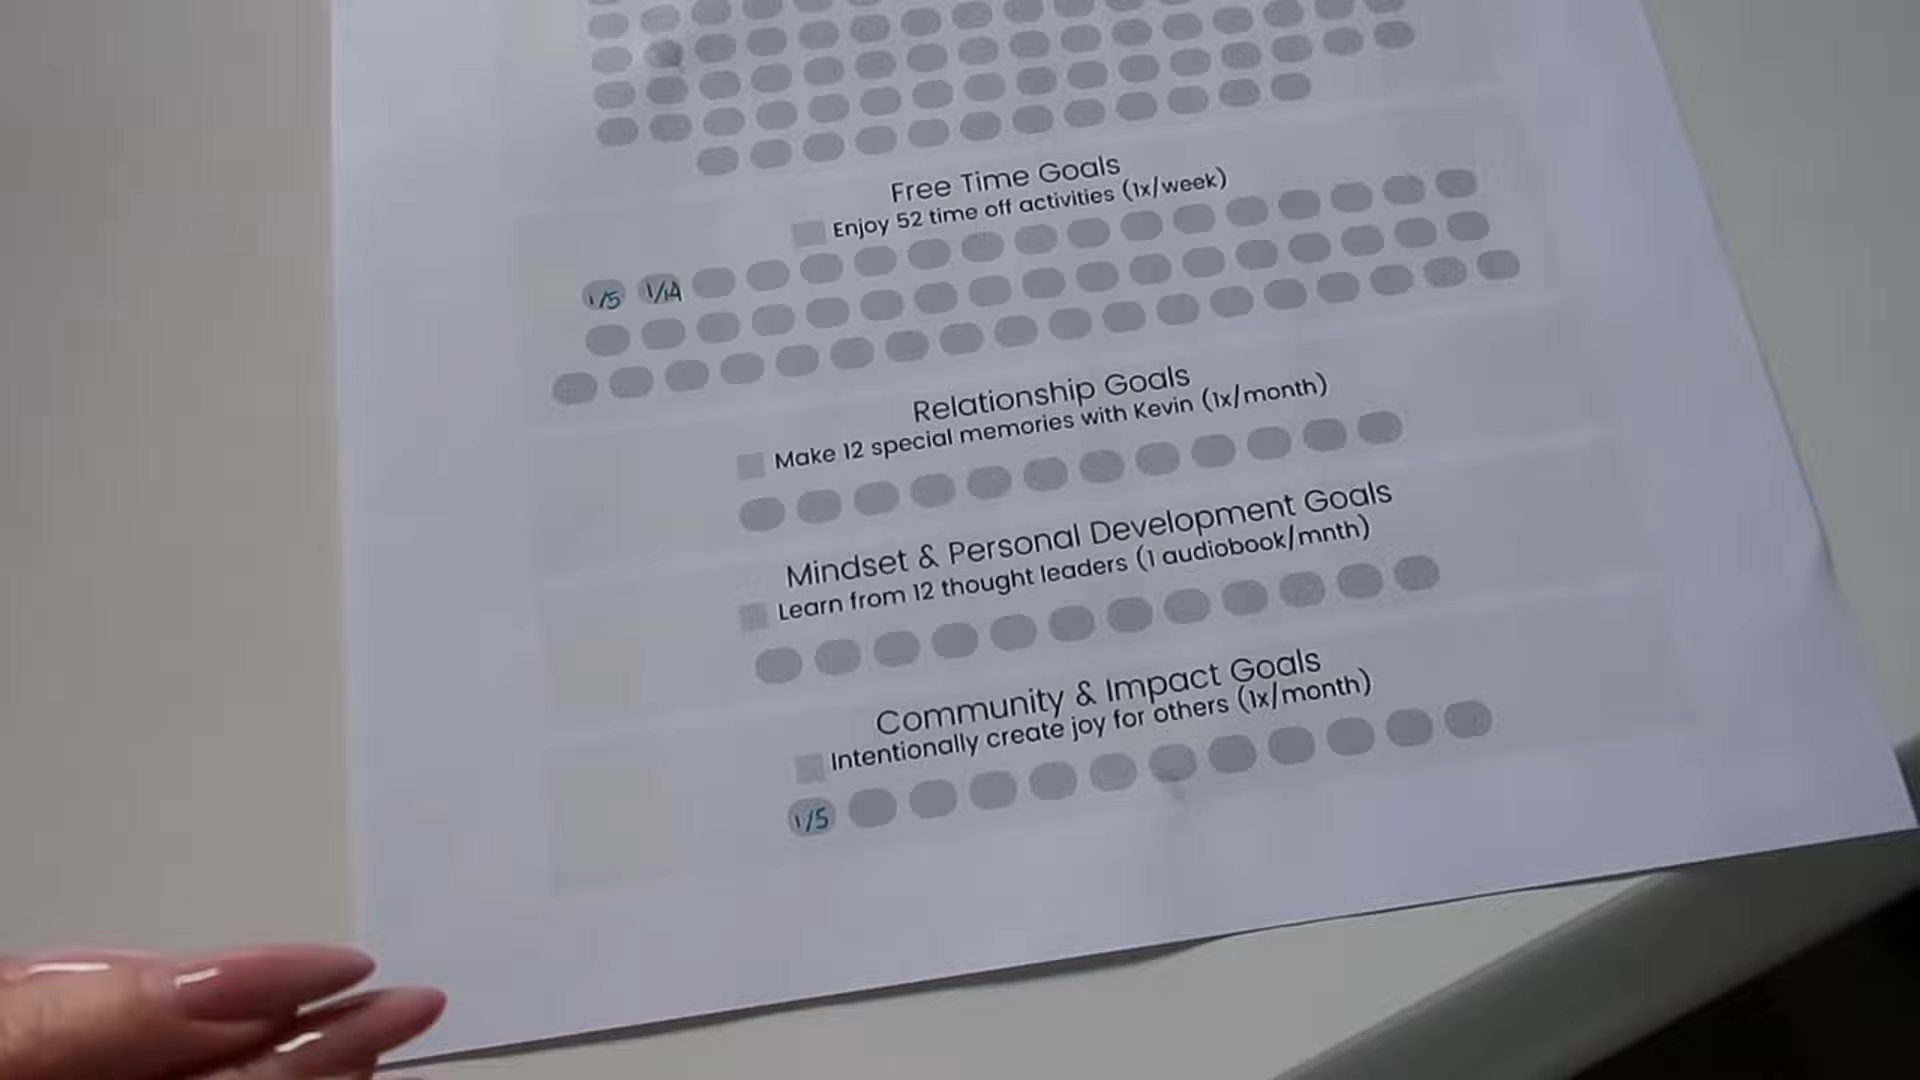 Free Time Goals
Enjoy 52 time off activities (1x/week)
1/5 1/14
Relationship Goals
Make 12 special memories with Kevin (1x/month)
Mindset & Personal Development Goals
Learn from 12 thought leaders (1 audiobook/mnth)
Community & Impact Goals
Intentionally create joy for others (1x/month)
1/5